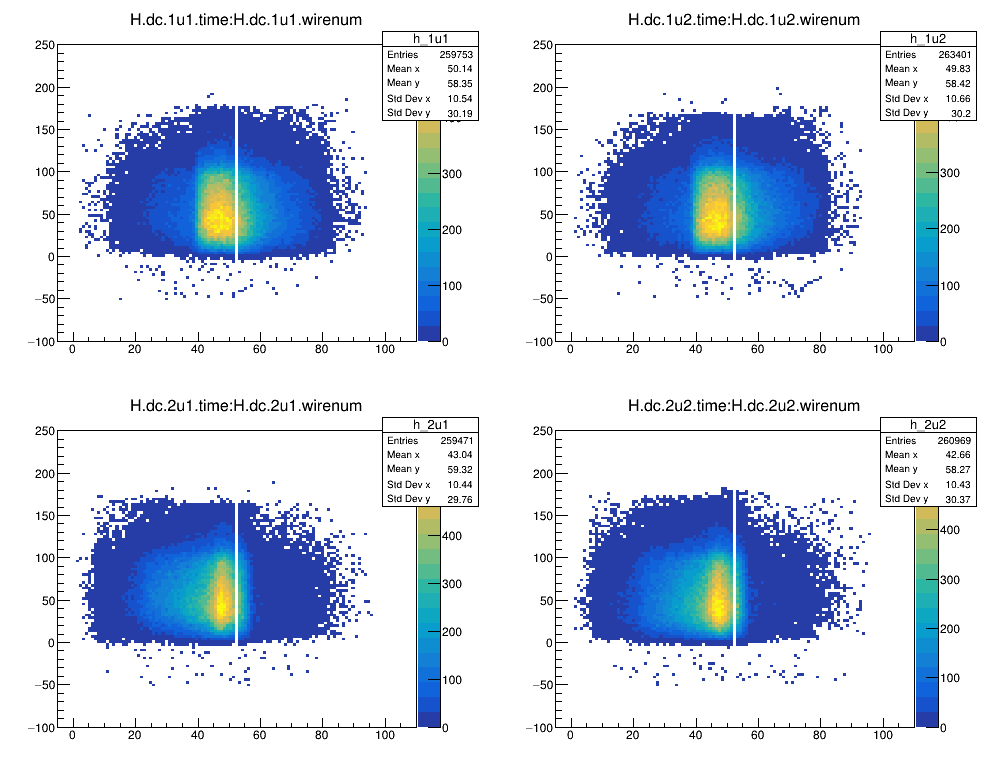 H.dc.1u1.time:H.dc.1u1.wirenum
h_1u1
Entries 259753
Mean x 50.14
Mean y 58.35
Std Dev x 10.54
Std Dev y 30.19
250
200
150
100
50
0
−50
−100
0 20 40 60 80 100
300
200
100
0
H.dc.1u2.time:H.dc.1u2.wirenum
h_1u2
Entries 263401
Mean x 49.83
Mean y 58.42
Std Dev x 10.66
Std Dev y 30.2
250
200
150
100
50
0
−50
−100
0 20 40 60 80 100
300
200
100
0
H.dc.2u1.time:H.dc.2u1.wirenum
h_2u1
Entries 259471
Mean x 43.04
Mean y 59.32
Std Dev x 10.44
Std Dev y 29.76
250
200
150
100
50
0
−50
−100
0 20 40 60 80 100
400
300
200
100
0
H.dc.2u2.time:H.dc.2u2.wirenum
h_2u2
Entries 260969
Mean x 42.66
Mean y 58.27
Std Dev x 10.43
Std Dev y 30.37
250
200
150
100
50
0
−50
−100
0 20 40 60 80 100
400
300
200
100
0